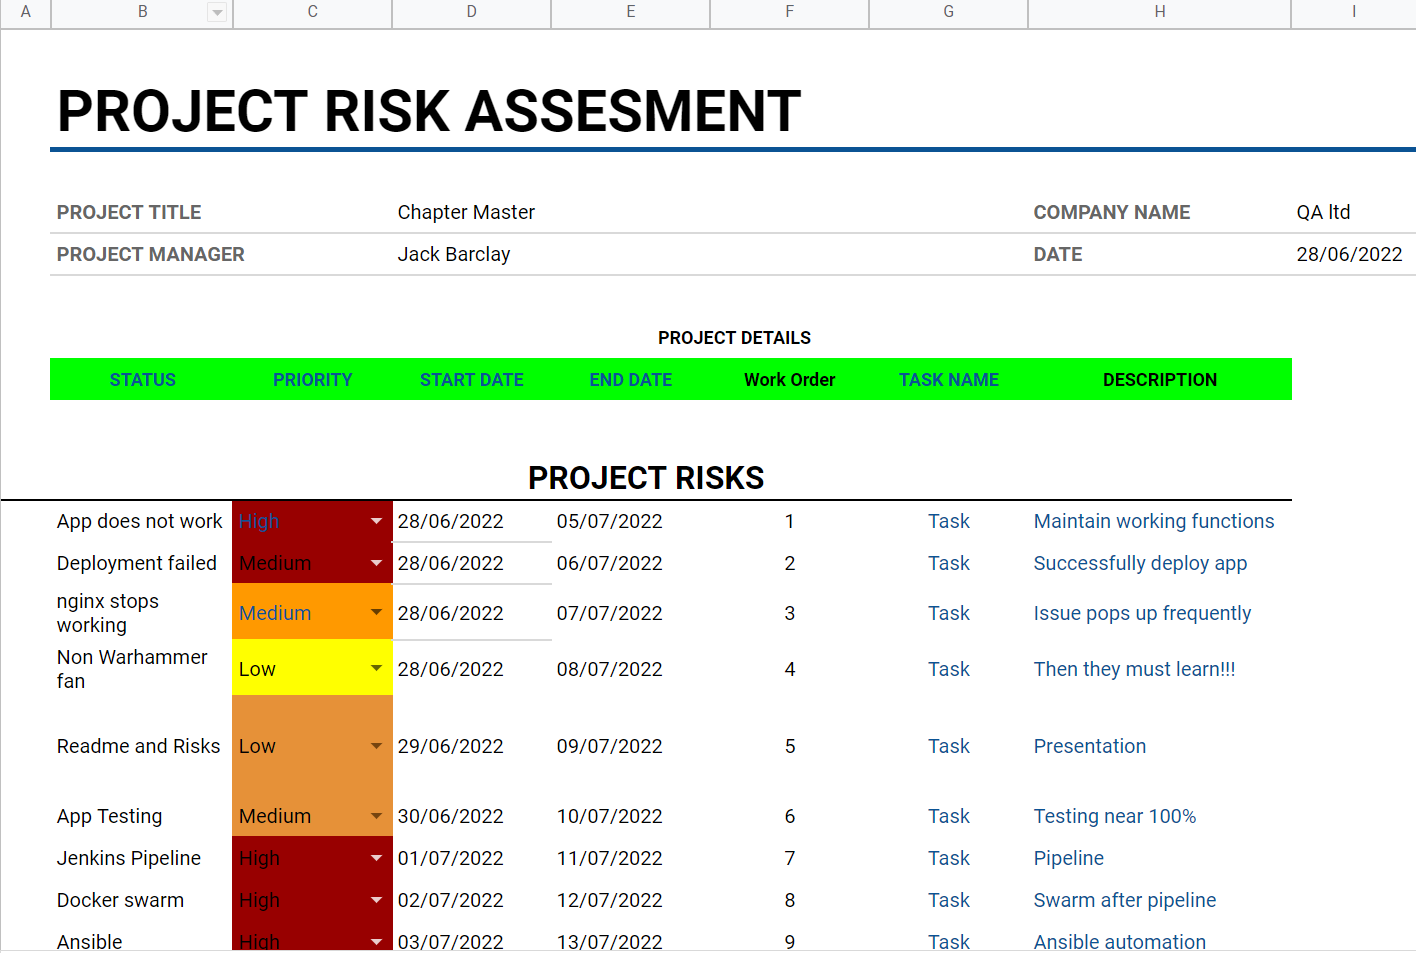 A B C D E F G H I
PROJECT RISK ASSESMENT
PROJECT TITLE Chapter Master COMPANY NAME QA ltd
PROJECT MANAGER Jack Barclay DATE 28/06/2022
PROJECT DETAILS
STATUS PRIORITY START DATE END DATE Work Order TASK NAME DESCRIPTION
PROJECT RISKS
App does not work High 28/06/2022 05/07/2022 1 Task Maintain working functions
Deployment failed Medium 28/06/2022 06/07/2022 2 Task Successfully deploy app
nginx stops
working Medium 28/06/2022 07/07/2022 3 Task Issue pops up frequently
Non Warhammer
fan Low 28/06/2022 08/07/2022 4 Task Then they must learn!!!
Readme and Risks Low 29/06/2022 09/07/2022 5 Task Presentation
App Testing Medium 30/06/2022 10/07/2022 6 Task Testing near 100%
Jenkins Pipeline High 01/07/2022 11/07/2022 7 Task Pipeline
Docker swarm High 02/07/2022 12/07/2022 8 Task Swarm after pipeline
Ansible High 03/07/2022 13/07/2022 9 Task Ansible automation